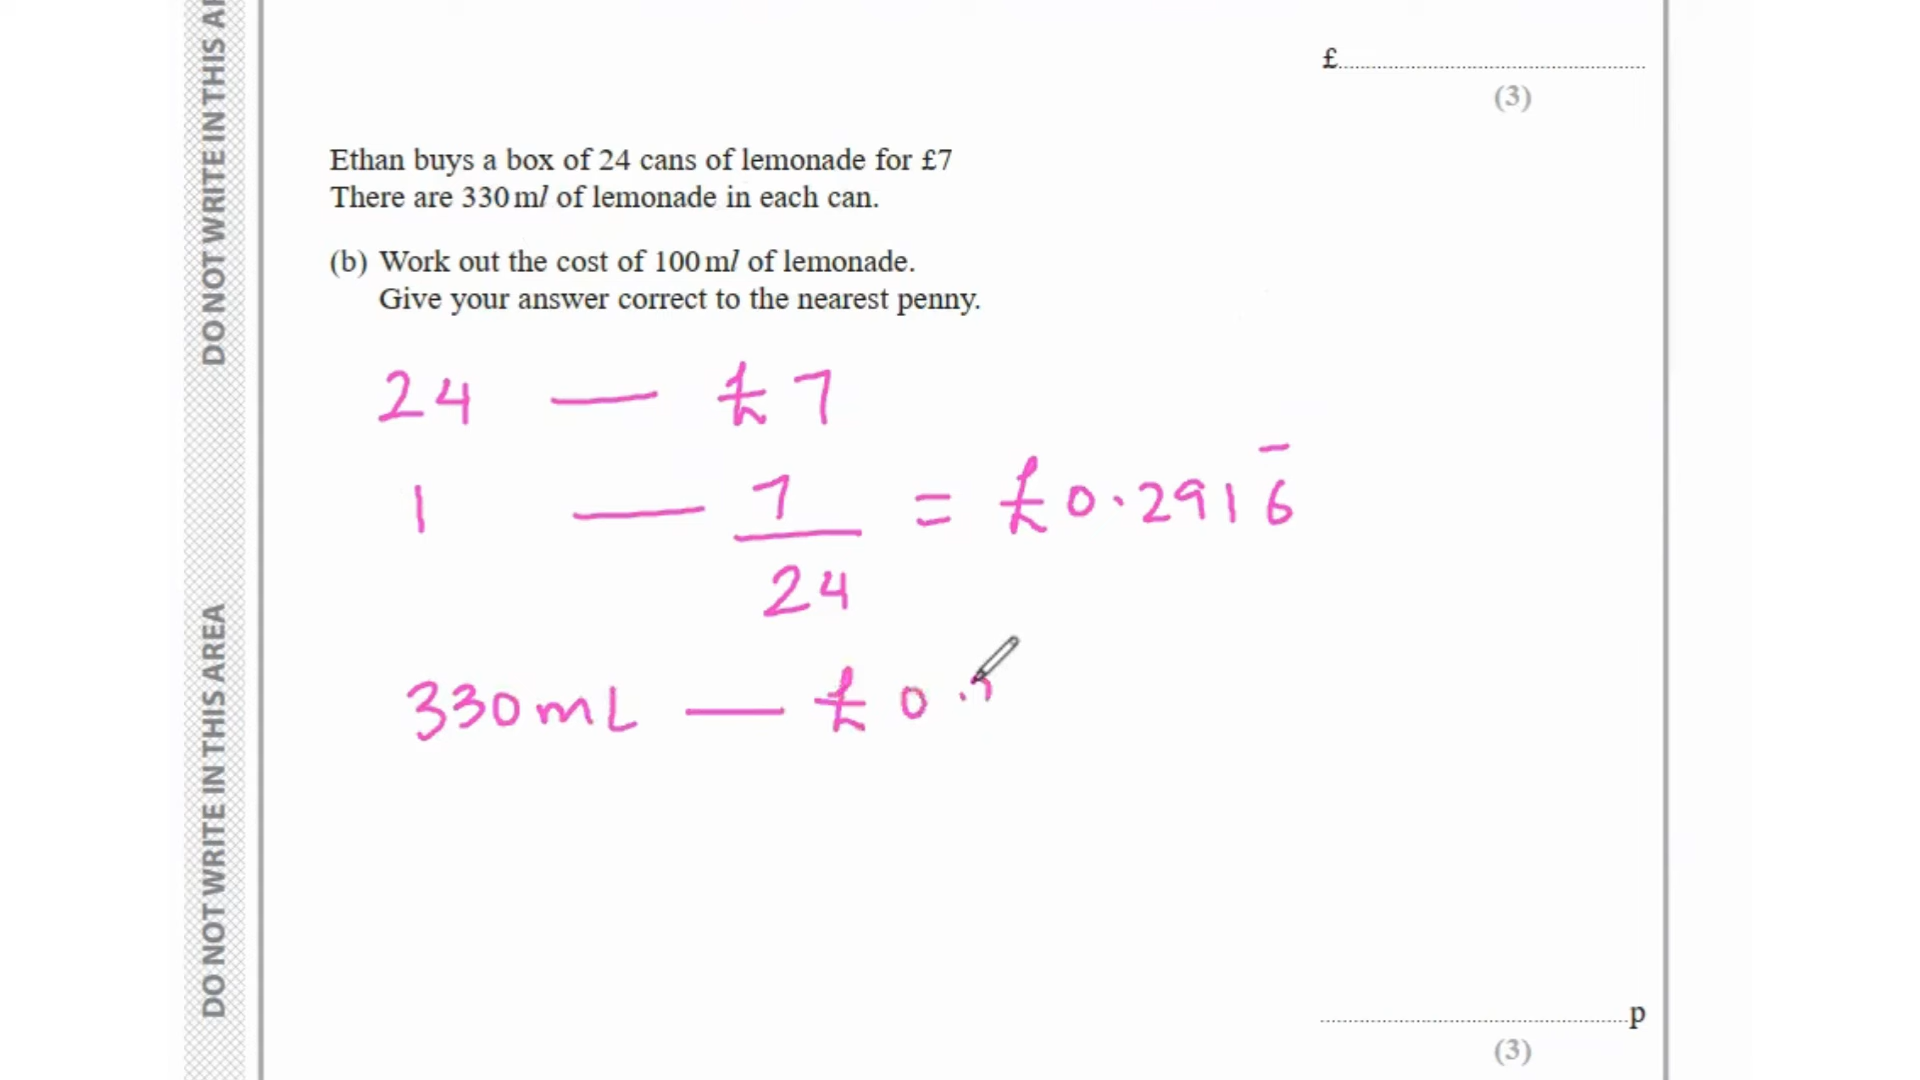 DO NOT WRITE IN THIS AR
£
(3)
Ethan buys a box of 24 cans of lemonade for £7
There are 330 ml of lemonade in each can.
(b) Work out the cost of 100 ml of lemonade.
Give your answer correct to the nearest penny.
24 — £7
1 — 7/24 = £0.2916̅
330mL — £0.
DO NOT WRITE IN THIS AREA
p
(3)